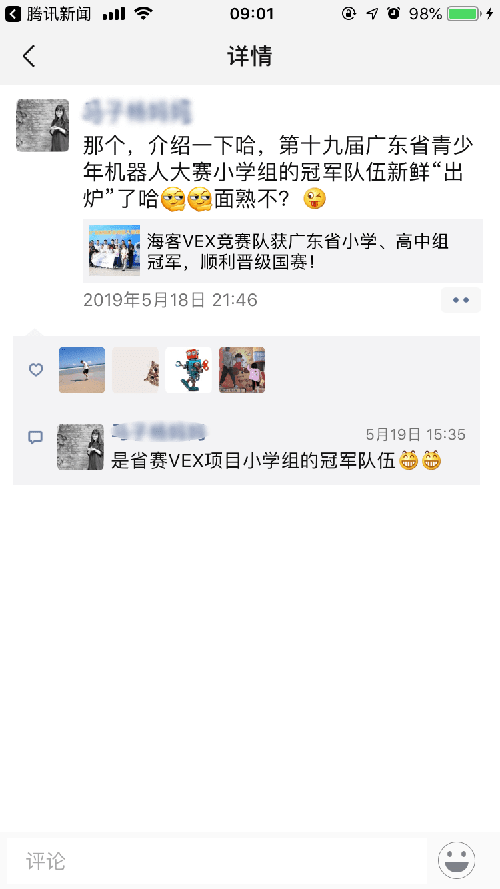 腾讯新闻
09:01
98%
详情
那个，介绍一下哈，第十九届广东省青少
年机器人大赛小学组的冠军队伍新鲜“出
炉”了哈🤔🤔面熟不？😜
海客VEX竞赛队获广东省小学、高中组
冠军，顺利晋级国赛！
2019年5月18日 21:46
5月19日 15:35
是省赛VEX项目小学组的冠军队伍😁😁
评论